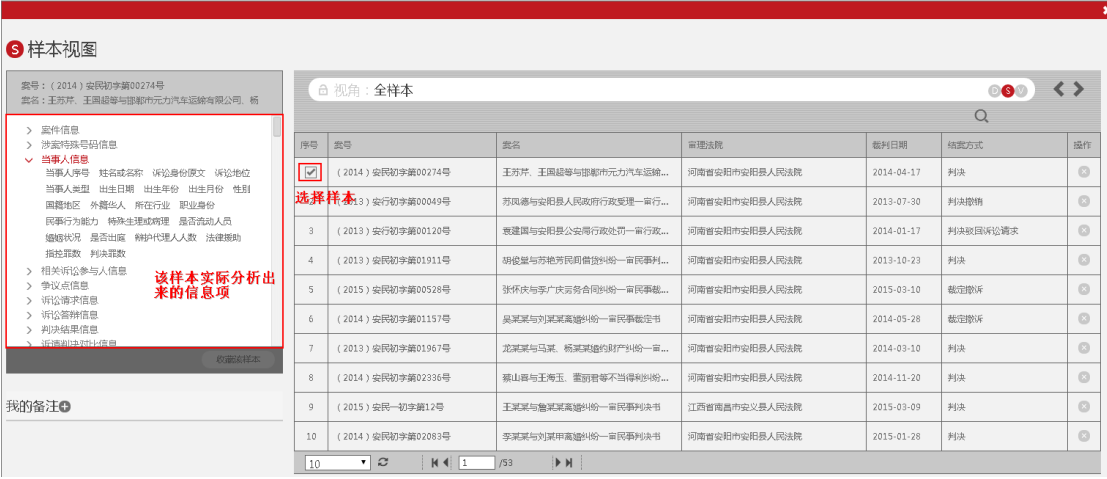 S 样本视图
案号：（2014）安民初字第00274号
案名：王苏芹、王国超等与邯郸市元力汽车运输有限公司、杨
案件信息
涉案特殊号码信息
当事人信息
当事人序号 姓名或名称 诉讼身份原文 诉讼地位
当事人类型 出生日期 出生年份 出生月份 性别
国籍地区 外籍华人 所在行业 职业身份
民事行为能力 特殊生理或病理 是否流动人员
婚姻状况 是否出庭 辩护代理人人数 法律援助
指控罪数 判决罪数
相关诉讼参与人信息
争议点信息
诉讼请求信息
诉讼答辩信息
判决结果信息
诉请判决对比信息
该样本实际分析出
来的信息项
收藏该样本
我的备注
视角：全样本
D S V
序号 案号 案名 审理法院 裁判日期 结案方式 操作
（2014）安民初字第00274号 王苏芹、王国超等与邯郸市元力汽车运输... 河南省安阳市安阳县人民法院 2014-04-17 判决
选择样本
2 （2013）安行初字第00049号 苏凤德与安阳县人民政府行政受理一审行... 河南省安阳市安阳县人民法院 2013-07-30 判决撤销
3 （2013）安行初字第00120号 袁建国与安阳县公安局行政处罚一审行政... 河南省安阳市安阳县人民法院 2014-01-17 判决驳回诉讼请求
4 （2013）安民初字第01911号 胡俊量与苏艳芳民间借贷纠纷一审民事判... 河南省安阳市安阳县人民法院 2013-10-23 判决
5 （2015）安民初字第00528号 张怀庆与李广庆劳务合同纠纷一审民事裁... 河南省安阳市安阳县人民法院 2015-03-10 裁定撤诉
6 （2014）安民初字第01157号 吴某某与刘某某离婚纠纷一审民事裁定书 河南省安阳市安阳县人民法院 2014-05-28 裁定撤诉
7 （2013）安民初字第01967号 龙某某与马某、杨某某婚约财产纠纷一审... 河南省安阳市安阳县人民法院 2014-03-10 判决
8 （2013）安民初字第02336号 蔡山喜与王海玉、董丽君等不当得利纠纷... 河南省安阳市安阳县人民法院 2014-11-20 判决
9 （2015）安民一初字第12号 王某某与詹某某离婚纠纷一审民事判决书 江西省南昌市安义县人民法院 2015-03-09 判决
10 （2014）安民初字第02083号 李某某与刘某甲离婚纠纷一审民事判决书 河南省安阳市安阳县人民法院 2015-01-28 判决
10 1 /53